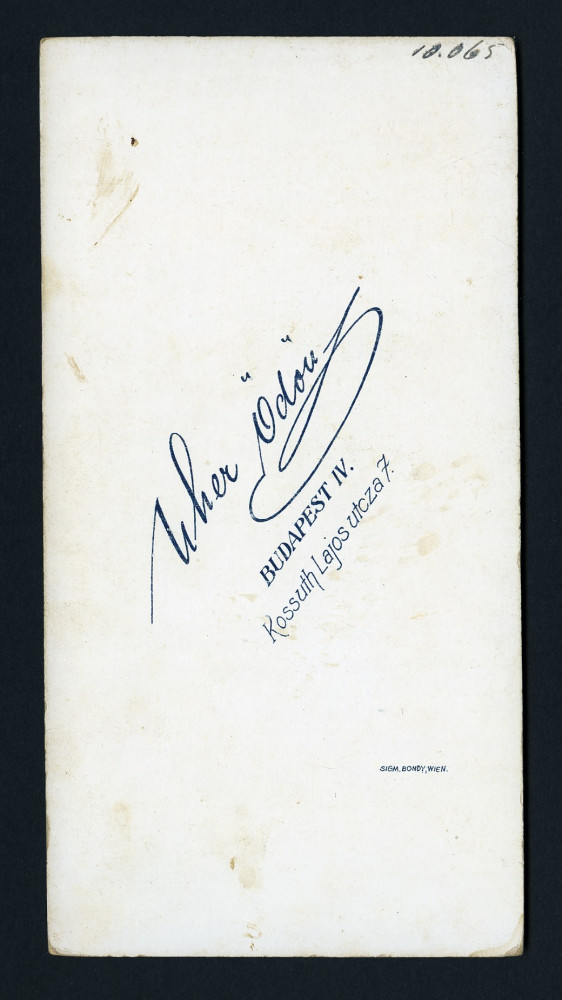 10.065
Uher Ödön
BUDAPEST IV.
Kossuth Lajos utcza 7.
SIGM. BONDY, WIEN.